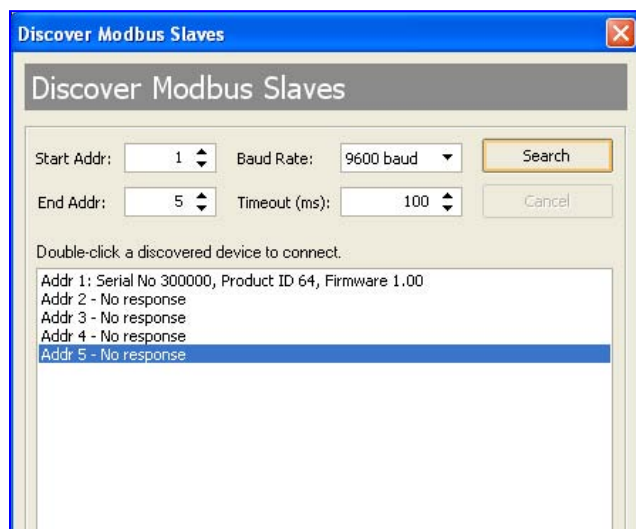 Discover Modbus Slaves
Discover Modbus Slaves
Start Addr: 1 Baud Rate: 9600 baud Search
End Addr: 5 Timeout (ms): 100 Cancel
Double-click a discovered device to connect.
Addr 1: Serial No 300000, Product ID 64, Firmware 1.00
Addr 2 - No response
Addr 3 - No response
Addr 4 - No response
Addr 5 - No response